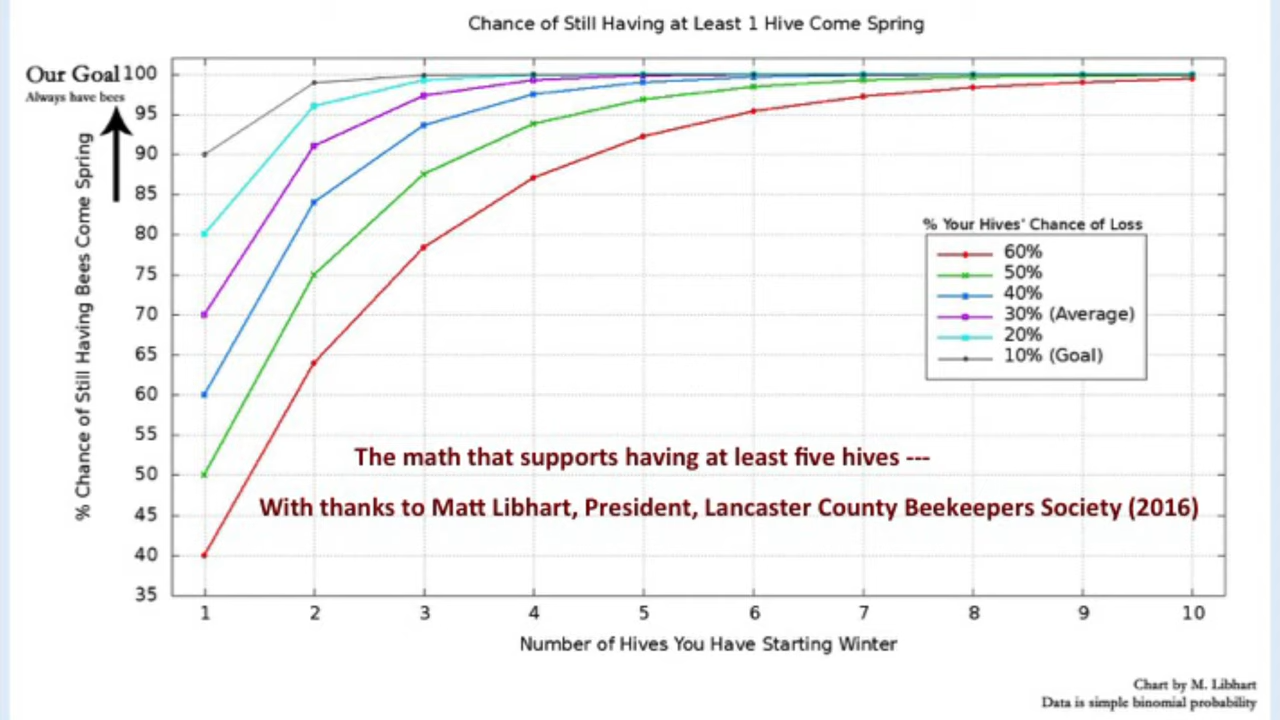 Chance of Still Having at Least 1 Hive Come Spring
Our Goal
Always have bees
100
95
90
85
80
75
70
65
60
55
50
45
40
35
% Chance of Still Having Bees Come Spring
% Your Hives' Chance of Loss
60%
50%
40%
30% (Average)
20%
10% (Goal)
The math that supports having at least five hives ---
With thanks to Matt Libhart, President, Lancaster County Beekeepers Society (2016)
1 2 3 4 5 6 7 8 9 10
Number of Hives You Have Starting Winter
Chart by M. Libhart
Data is simple binomial probability